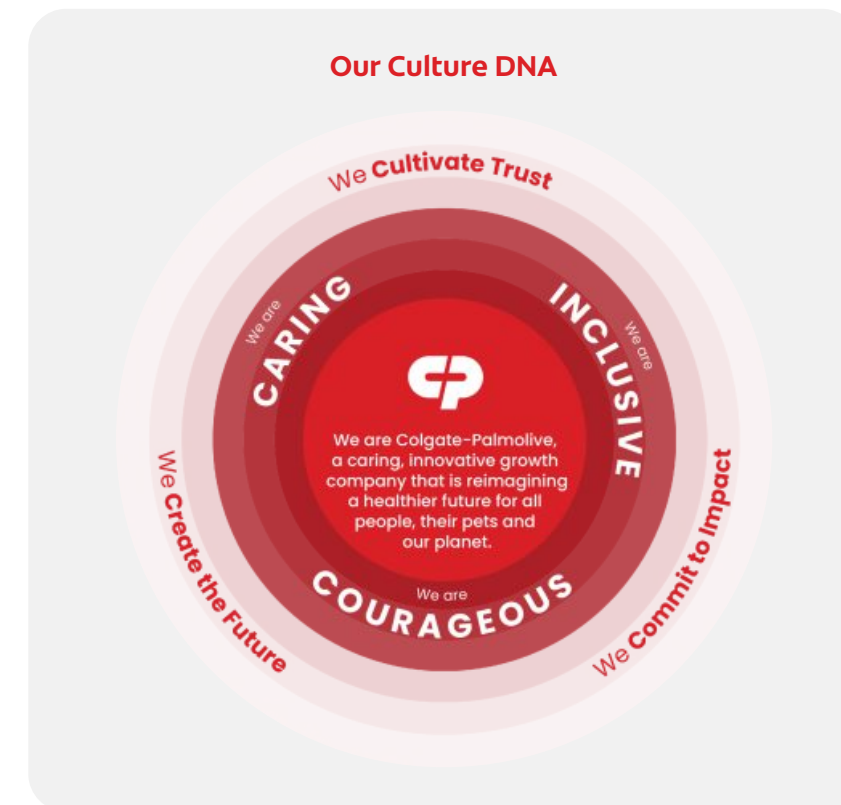 Our Culture DNA
We Cultivate Trust
We are
CARING
We are
INCLUSIVE
CP
We are Colgate-Palmolive,
a caring, innovative growth
company that is reimagining
a healthier future for all
people, their pets and
our planet.
We are
COURAGEOUS
We Create the Future
We Commit to Impact